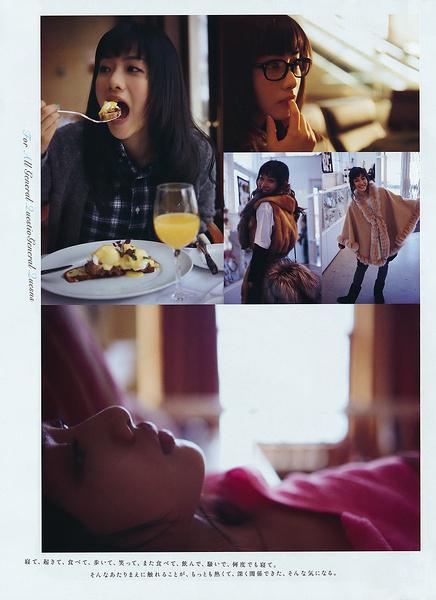 For All General Questio General Queans
寝て、起きて、食べて、歩いて、笑って、また食べて、飲んで、騒いで、何度でも寝て。
そんなあたりまえに触れることが、もっとも熱くて、深く関係できた、そんな気になる。